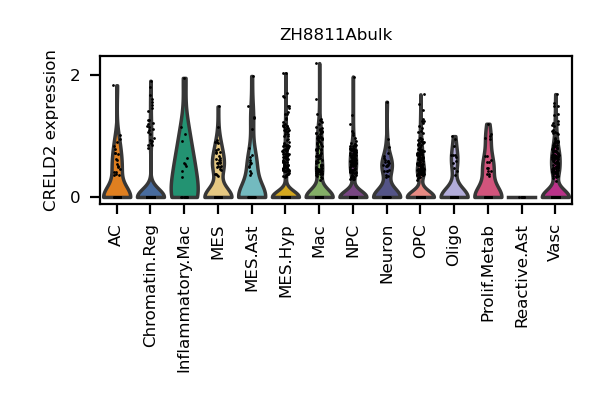 ZH8811Abulk
CRELD2 expression
2
0
AC
Chromatin.Reg
Inflammatory.Mac
MES
MES.Ast
MES.Hyp
Mac
NPC
Neuron
OPC
Oligo
Prolif.Metab
Reactive.Ast
Vasc